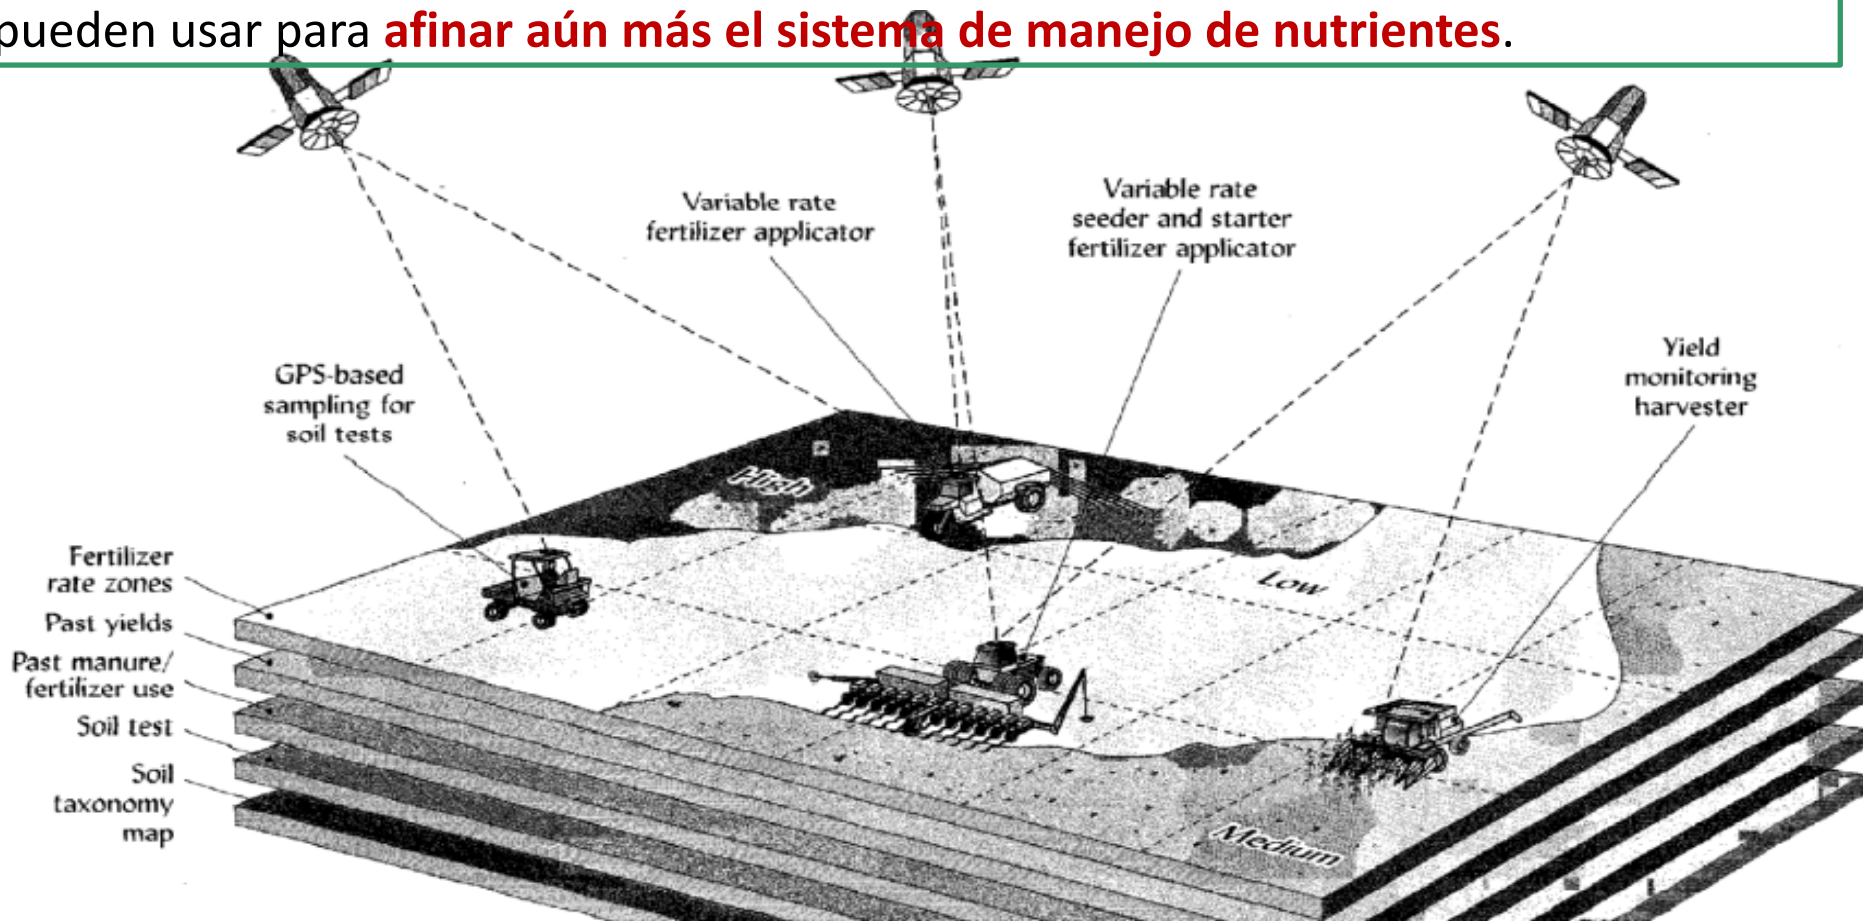 pueden usar para afinar aún más el sistema de manejo de nutrientes.
Variable rate
fertilizer applicator
Variable rate
seeder and starter
fertilizer applicator
GPS-based
sampling for
soil tests
Yield
monitoring
harvester
High
Low
Medium
Fertilizer
rate zones
Past yields
Past manure/
fertilizer use
Soil test
Soil
taxonomy
map